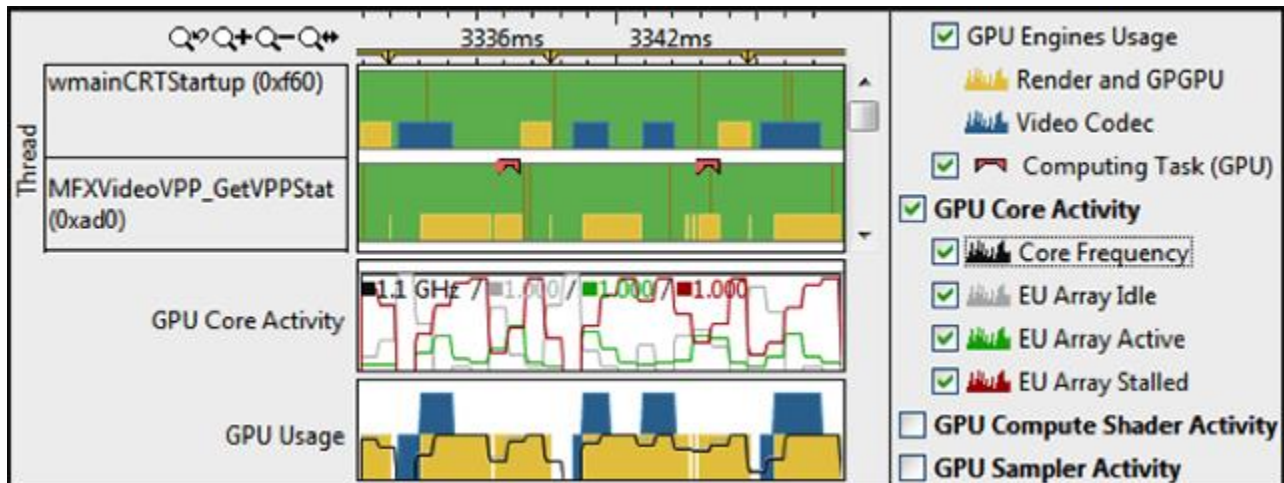 3336ms 3342ms
Thread
wmainCRTStartup (0xf60)
MFXVideoVPP_GetVPPStat
(0xad0)
GPU Core Activity
1.1 GHz / 1.000 / 1.000 / 1.000
GPU Usage
GPU Engines Usage
Render and GPGPU
Video Codec
Computing Task (GPU)
GPU Core Activity
Core Frequency
EU Array Idle
EU Array Active
EU Array Stalled
GPU Compute Shader Activity
GPU Sampler Activity